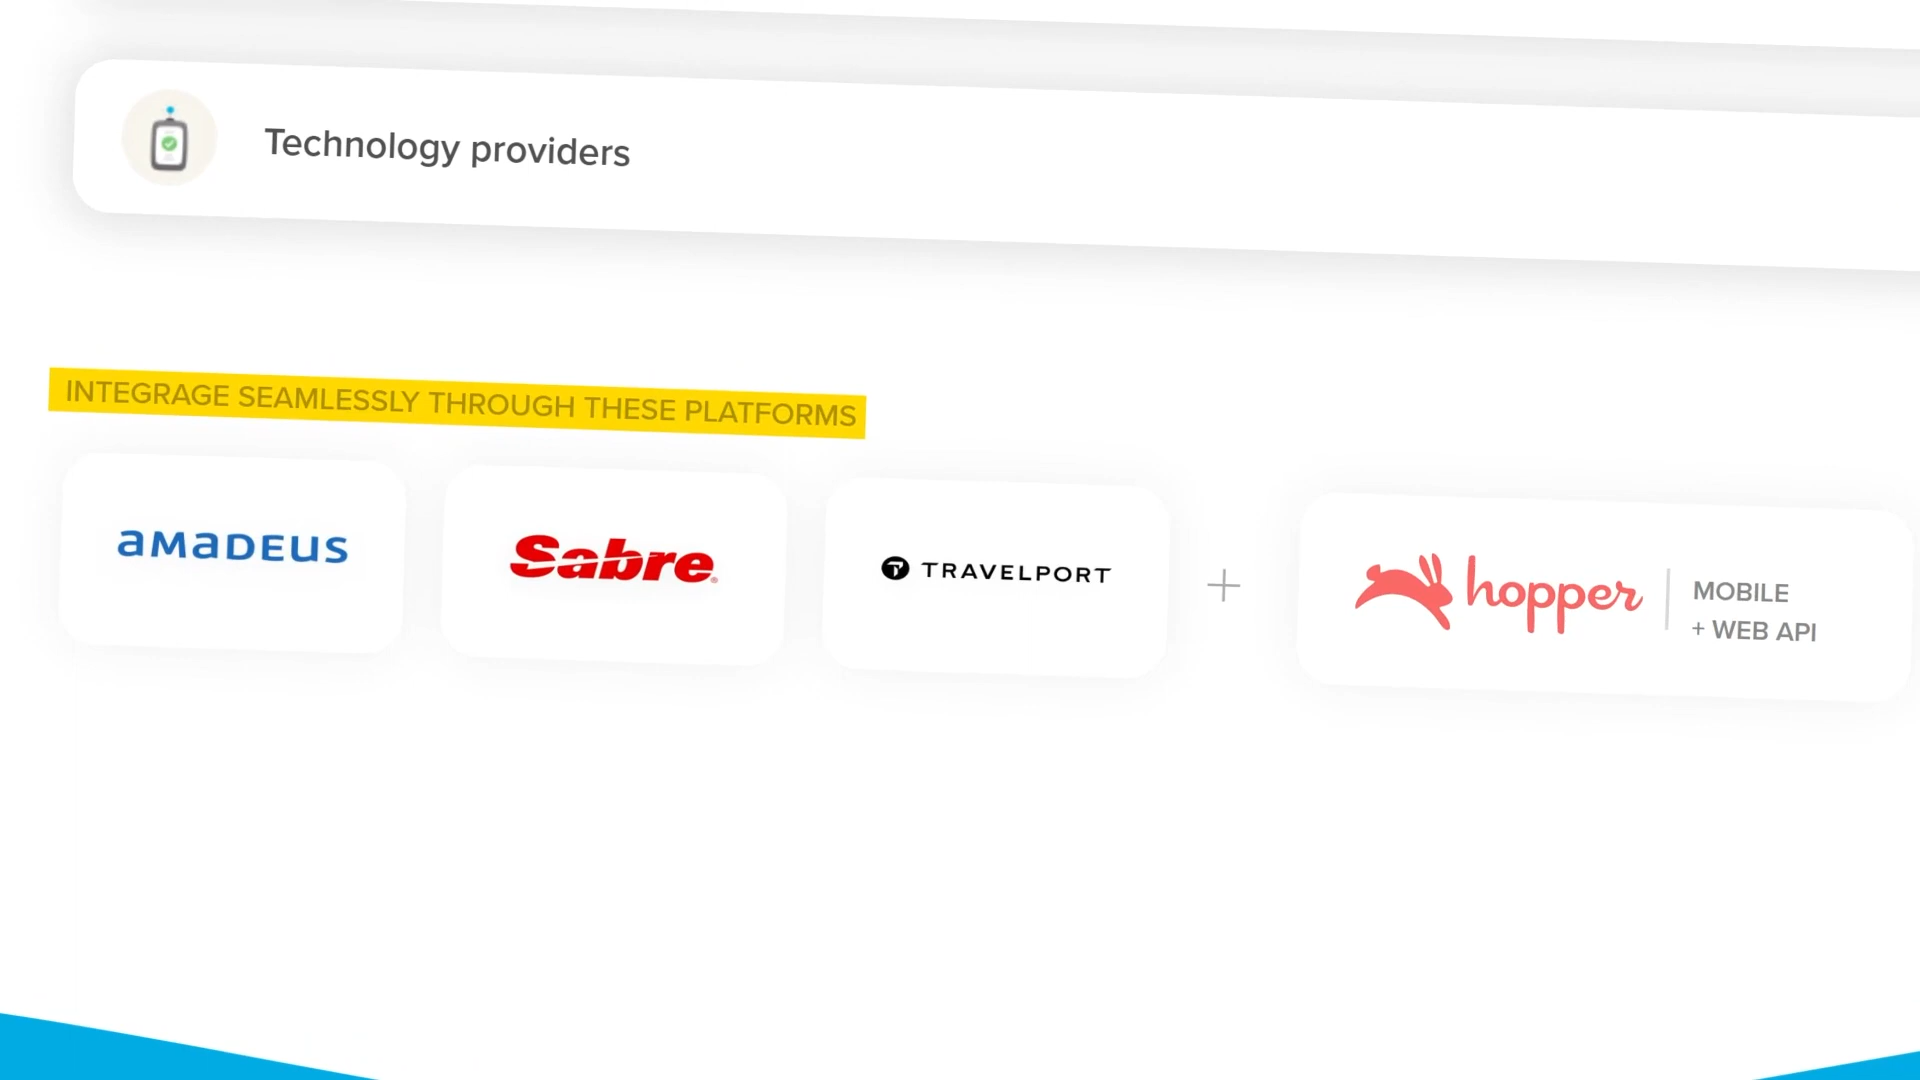 Technology providers
INTEGRAGE SEAMLESSLY THROUGH THESE PLATFORMS
amadeus
Sabre
TRAVELPORT
+
hopper
MOBILE
+ WEB API